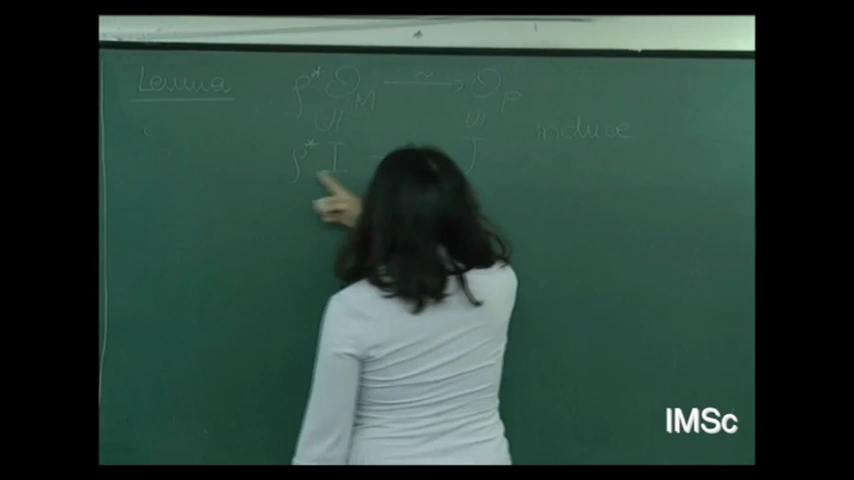 Lemma ρ* O_M ~→ O_P
∪| ∪| induce
ρ* I J
IMSc